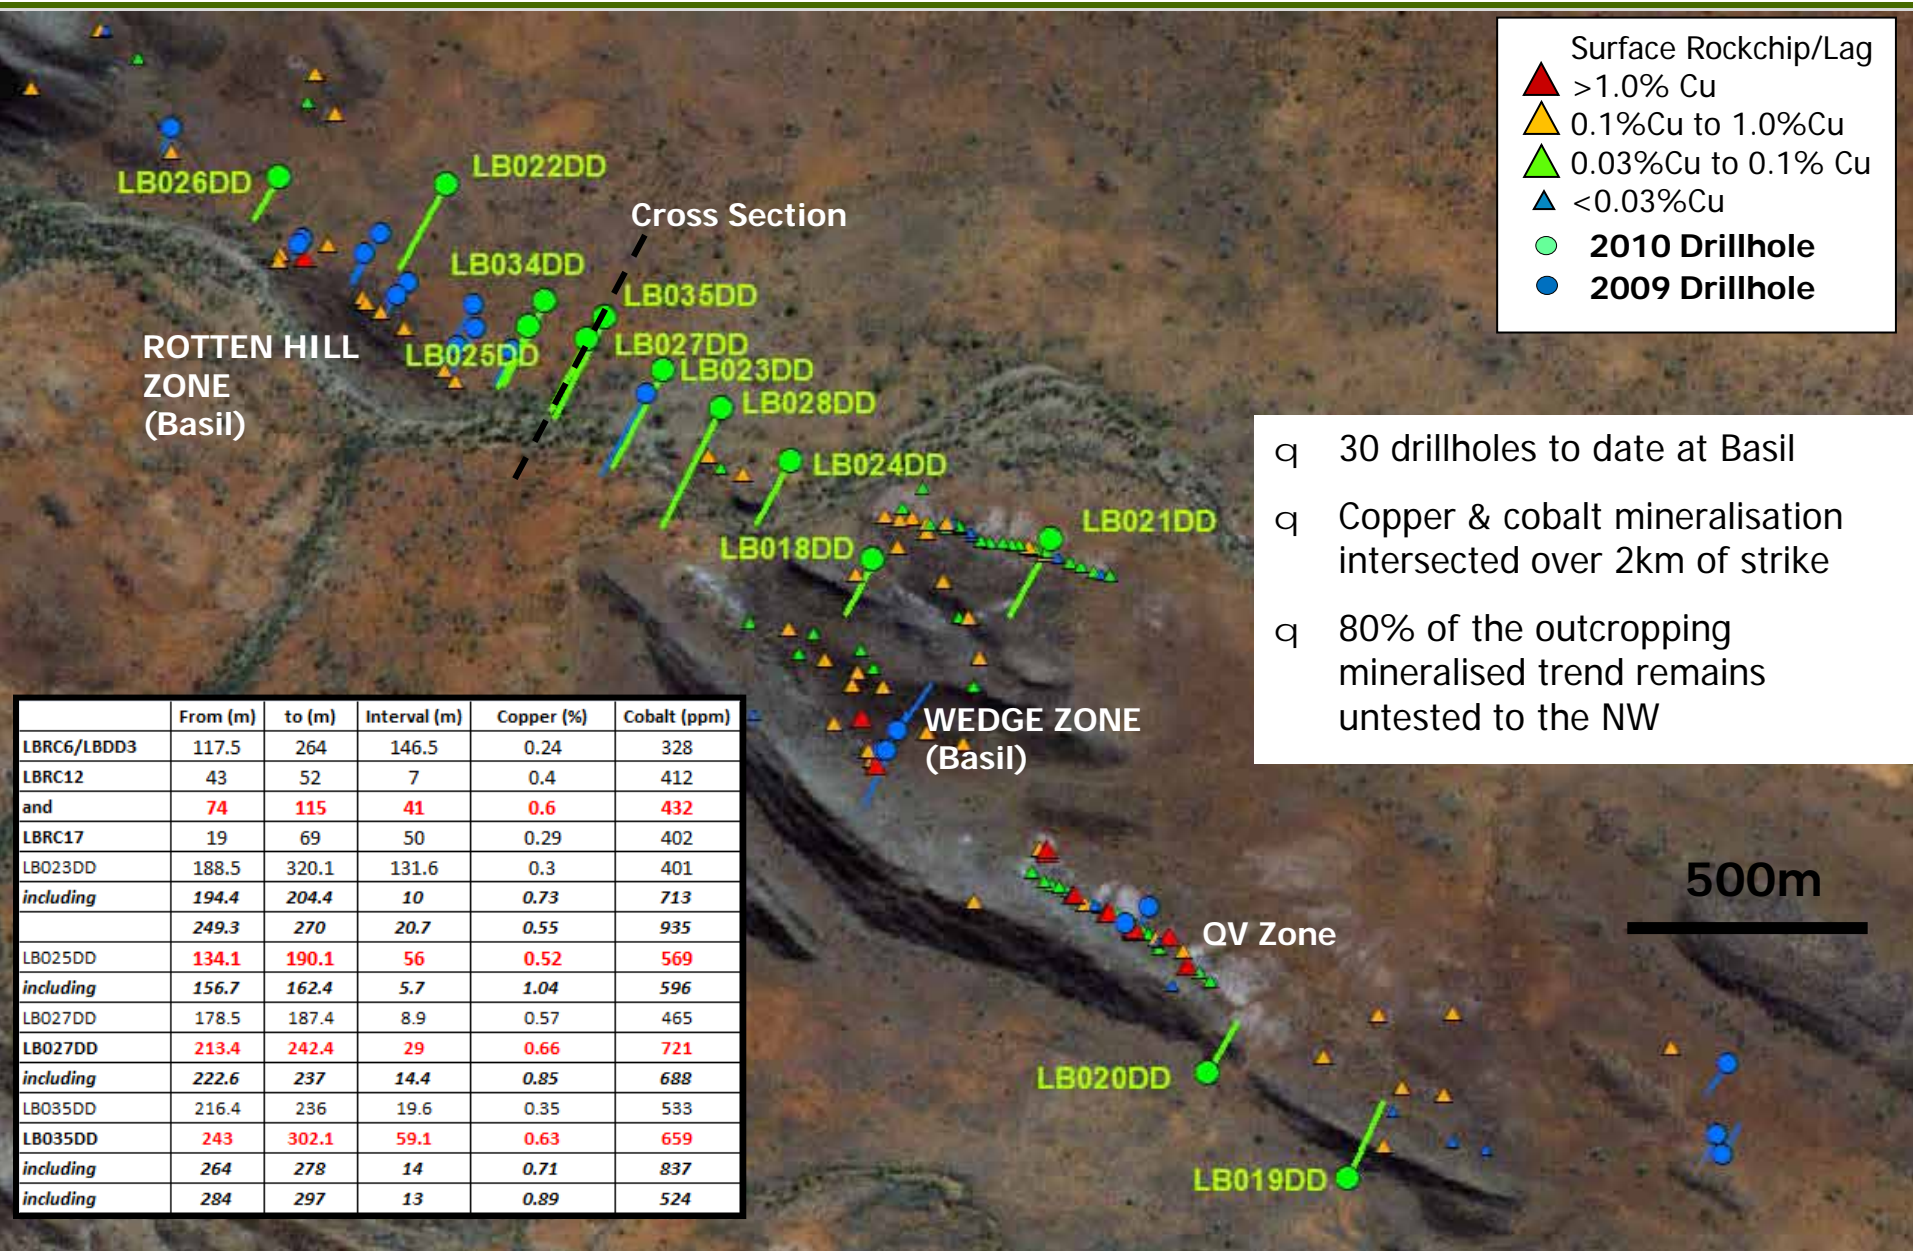 Surface Rockchip/Lag
>1.0% Cu
0.1%Cu to 1.0%Cu
0.03%Cu to 0.1% Cu
<0.03%Cu
2010 Drillhole
2009 Drillhole
LB026DD
LB022DD
Cross Section
LB034DD
LB035DD
ROTTEN HILL
ZONE
(Basil)
LB025DD
LB027DD
LB023DD
LB028DD
LB024DD
LB018DD
LB021DD
q 30 drillholes to date at Basil
q Copper & cobalt mineralisation
intersected over 2km of strike
q 80% of the outcropping
mineralised trend remains
untested to the NW
WEDGE ZONE
(Basil)
500m
QV Zone
LB020DD
LB019DD
From (m) to (m) Interval (m) Copper (%) Cobalt (ppm)
LBRC6/LBDD3 117.5 264 146.5 0.24 328
LBRC12 43 52 7 0.4 412
and 74 115 41 0.6 432
LBRC17 19 69 50 0.29 402
LB023DD 188.5 320.1 131.6 0.3 401
including 194.4 204.4 10 0.73 713
249.3 270 20.7 0.55 935
LB025DD 134.1 190.1 56 0.52 569
including 156.7 162.4 5.7 1.04 596
LB027DD 178.5 187.4 8.9 0.57 465
LB027DD 213.4 242.4 29 0.66 721
including 222.6 237 14.4 0.85 688
LB035DD 216.4 236 19.6 0.35 533
LB035DD 243 302.1 59.1 0.63 659
including 264 278 14 0.71 837
including 284 297 13 0.89 524